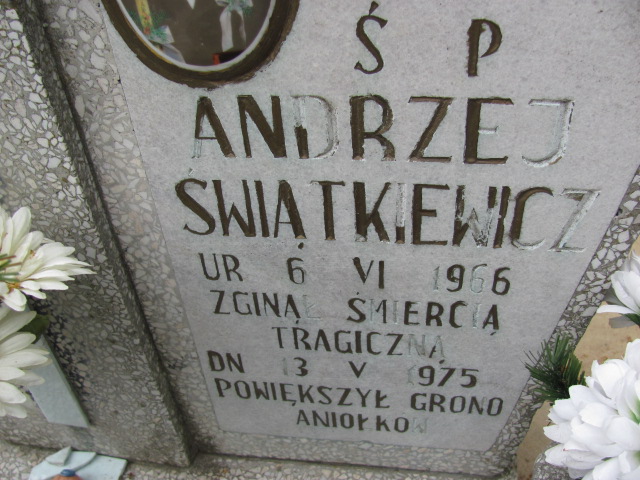 Ś P
ANDRZEJ
ŚWIĄTKIEWICZ
UR 6 VI 1966
ZGINĄŁ ŚMIERCIĄ
TRAGICZNĄ
DN 13 V 1975
POWIĘKSZYŁ GRONO
ANIOŁKÓW